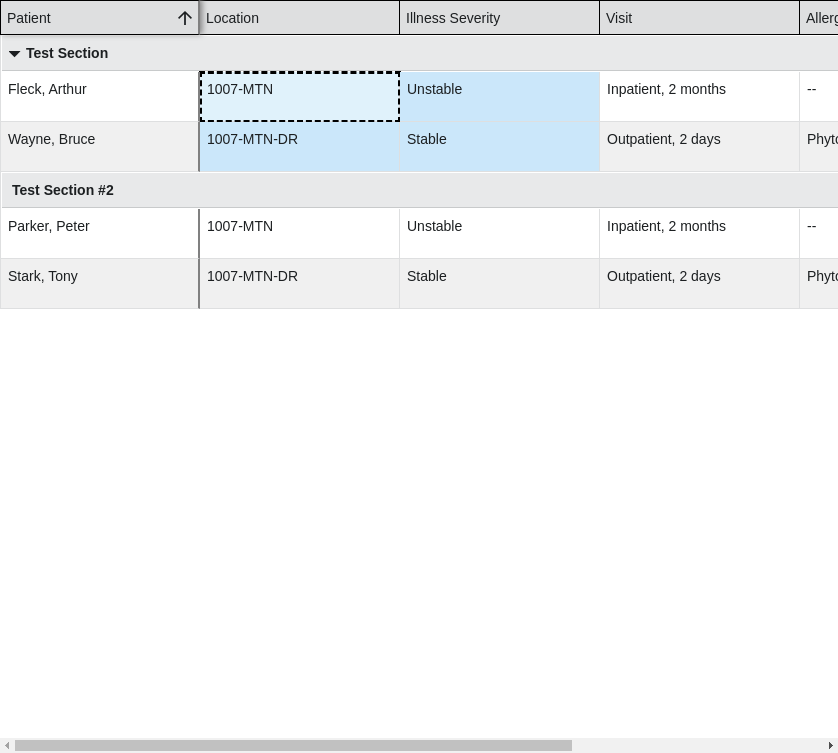 Patient Location Illness Severity Visit Allerg
Test Section
Fleck, Arthur 1007-MTN Unstable Inpatient, 2 months --
Wayne, Bruce 1007-MTN-DR Stable Outpatient, 2 days Phyto
Test Section #2
Parker, Peter 1007-MTN Unstable Inpatient, 2 months --
Stark, Tony 1007-MTN-DR Stable Outpatient, 2 days Phyto